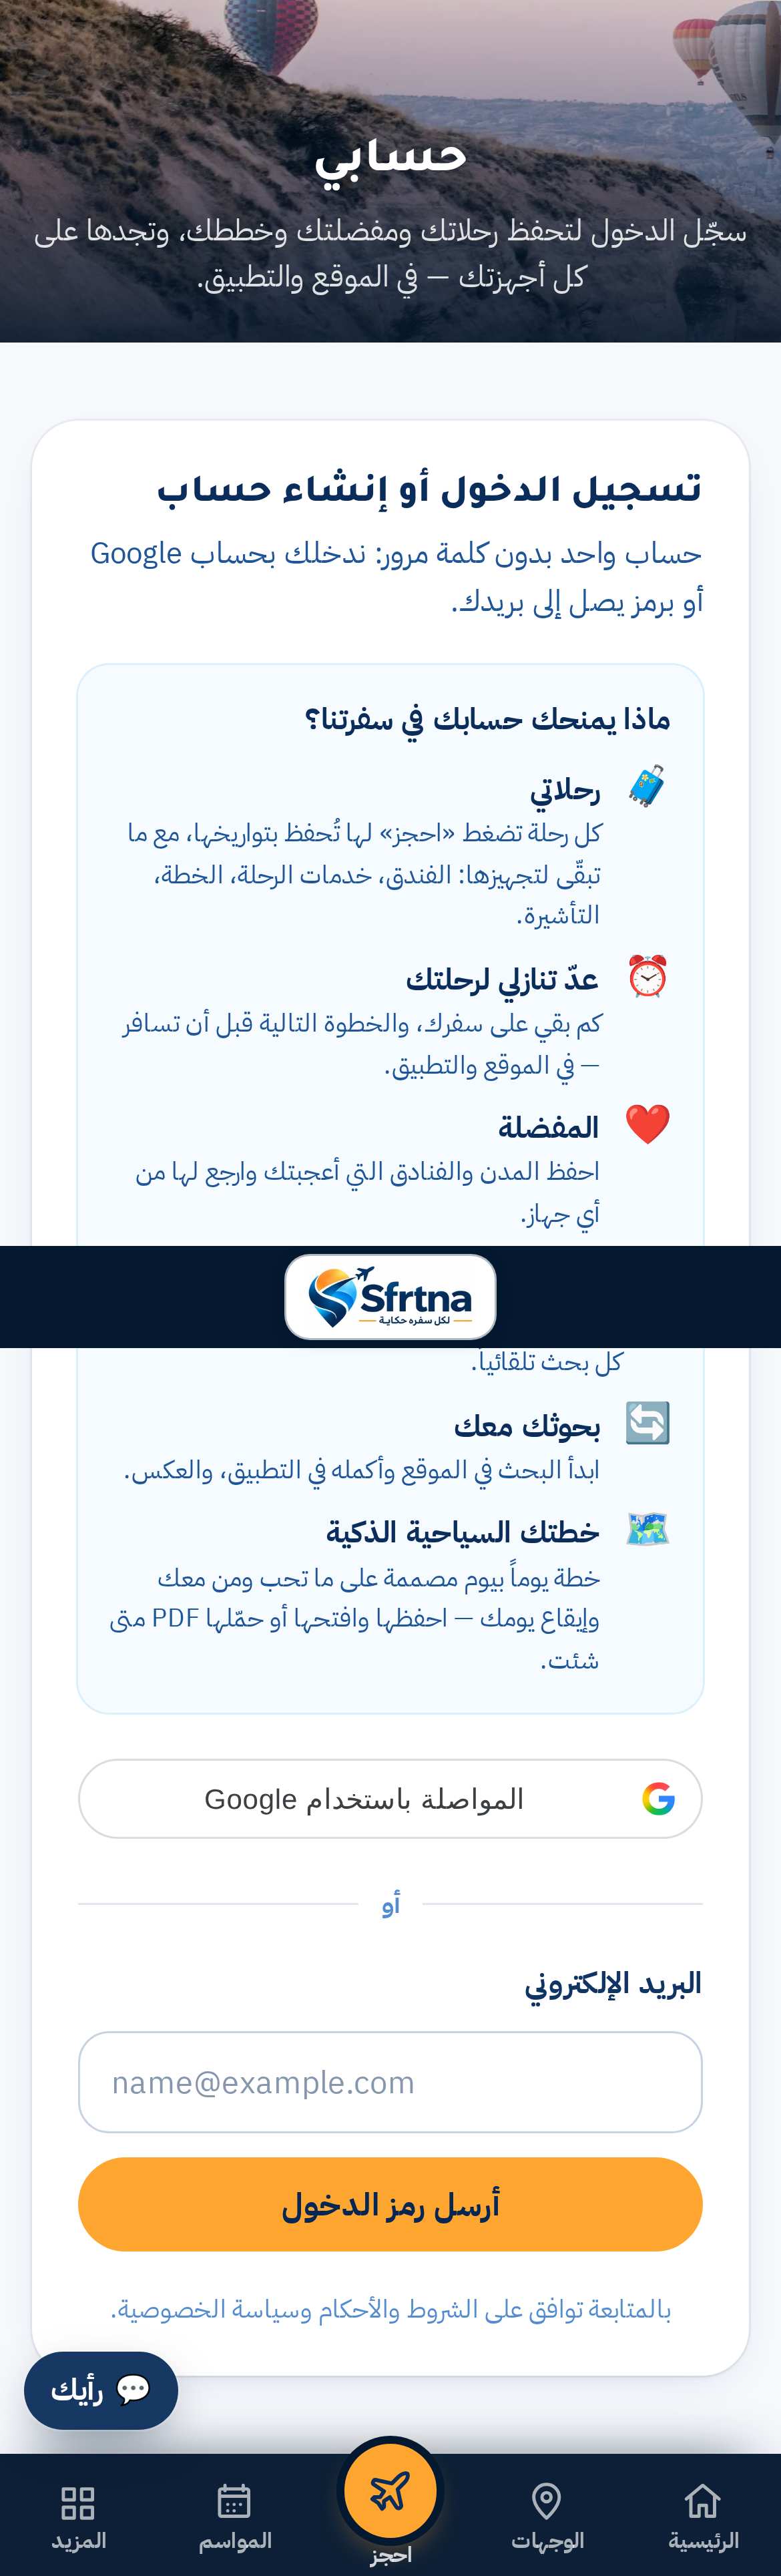 حسابي
سجّل الدخول لتحفظ رحلاتك ومفضلتك وخططك، وتجدها على
كل أجهزتك — في الموقع والتطبيق.
تسجيل الدخول أو إنشاء حساب
حساب واحد بدون كلمة مرور: ندخلك بحساب Google
أو برمز يصل إلى بريدك.
ماذا يمنحك حسابك في سفرتنا؟
رحلاتي
كل رحلة تضغط «احجز» لها تُحفظ بتواريخها، مع ما
تبقّى لتجهيزها: الفندق، خدمات الرحلة، الخطة،
التأشيرة.
عدّ تنازلي لرحلتك
كم بقي على سفرك، والخطوة التالية قبل أن تسافر
— في الموقع والتطبيق.
المفضلة
احفظ المدن والفنادق التي أعجبتك وارجع لها من
أي جهاز.
Sfrtna
لكل سفره حكاية
كل بحث تلقائياً.
بحوثك معك
ابدأ البحث في الموقع وأكمله في التطبيق، والعكس.
خطتك السياحية الذكية
خطة يوماً بيوم مصممة على ما تحب ومن معك
وإيقاع يومك — احفظها وافتحها أو حمّلها PDF متى
شئت.
المواصلة باستخدام Google
أو
البريد الإلكتروني
name@example.com
أرسل رمز الدخول
بالمتابعة توافق على الشروط والأحكام وسياسة الخصوصية.
رأيك
الرئيسية
الوجهات
احجز
المواسم
المزيد